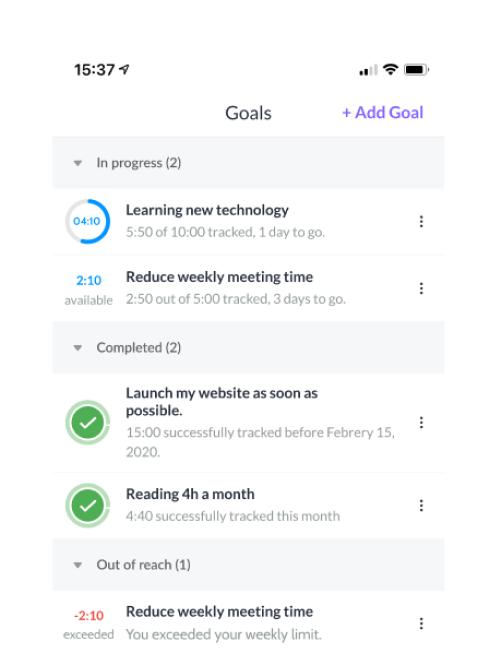 15:37
Goals + Add Goal
In progress (2)
04:10
Learning new technology
5:50 of 10:00 tracked, 1 day to go.
2:10
available
Reduce weekly meeting time
2:50 out of 5:00 tracked, 3 days to go.
Completed (2)
Launch my website as soon as
possible.
15:00 successfully tracked before Febrery 15,
2020.
Reading 4h a month
4:40 successfully tracked this month
Out of reach (1)
-2:10
exceeded
Reduce weekly meeting time
You exceeded your weekly limit.